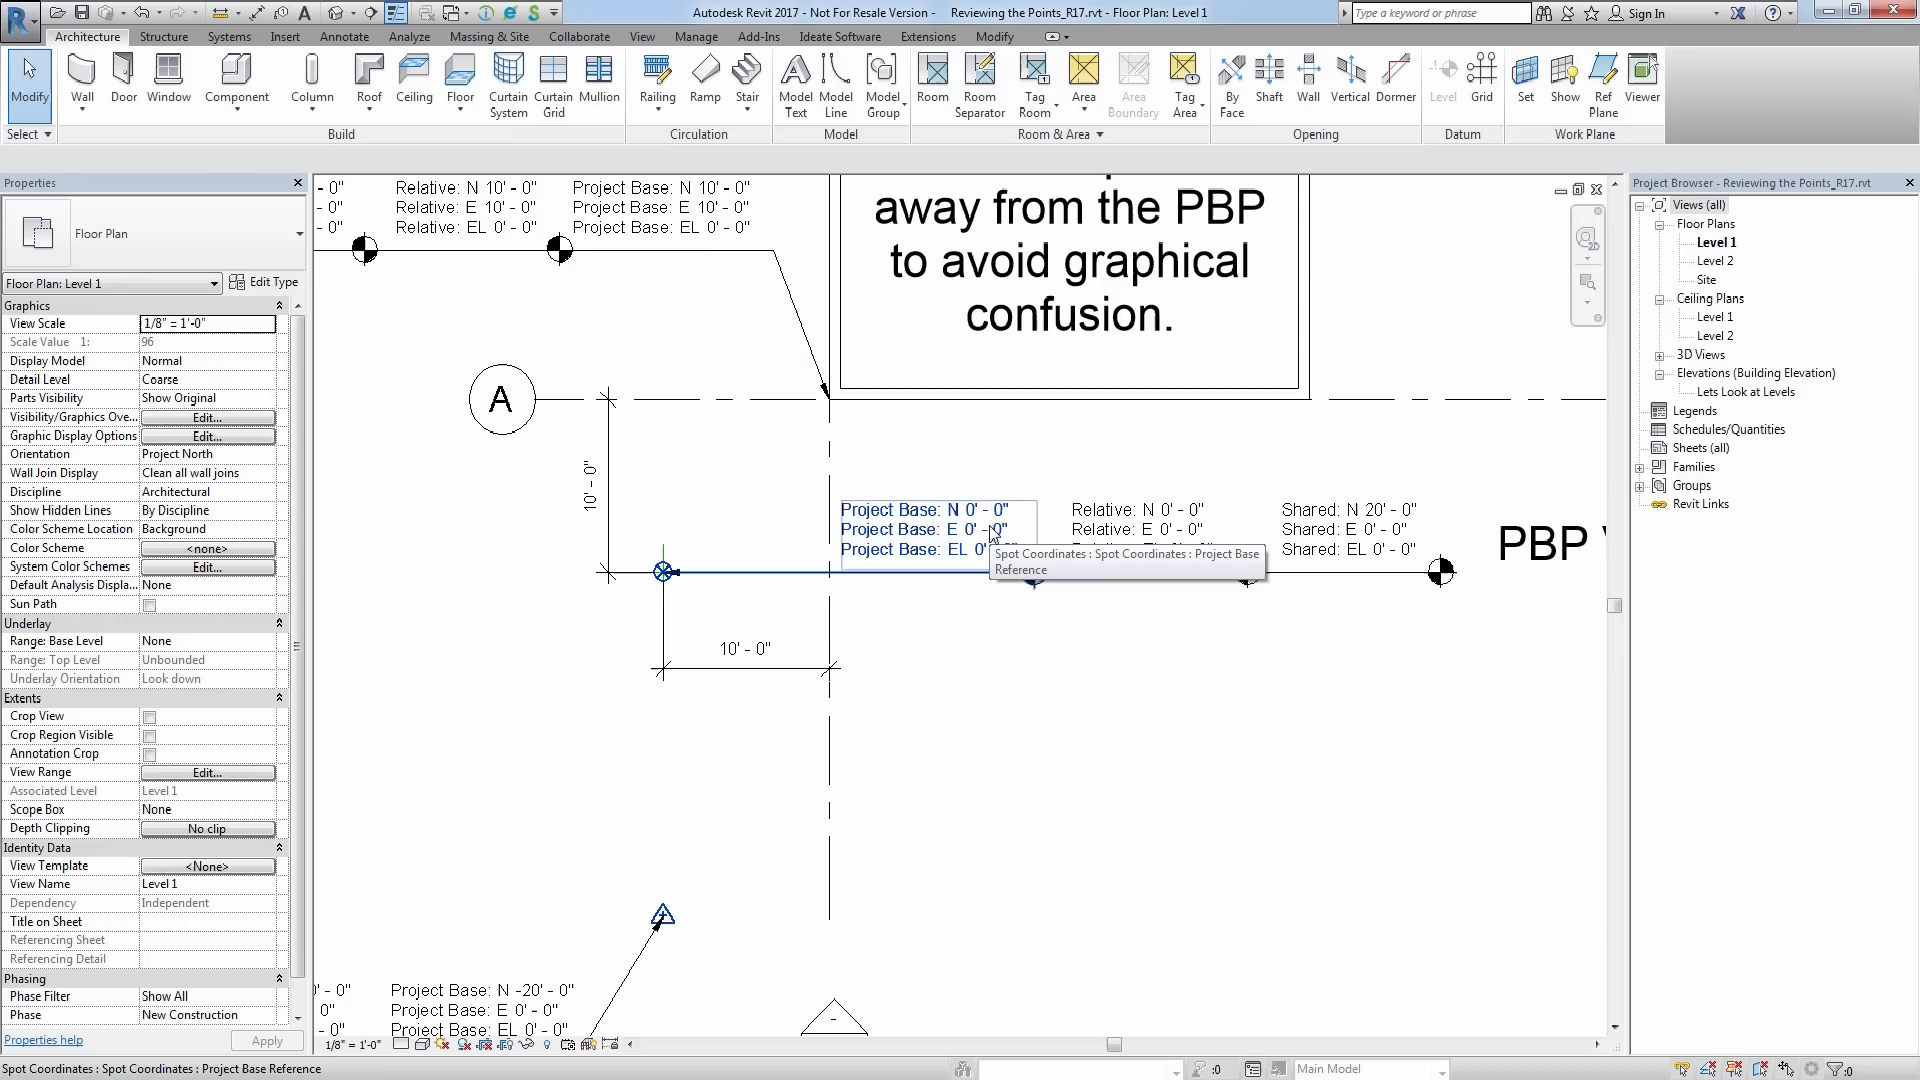 Autodesk Revit 2017 - Not For Resale Version - Reviewing the Points_R17.rvt - Floor Plan: Level 1
Type a keyword or phrase
Sign In
Architecture Structure Systems Insert Annotate Analyze Massing & Site Collaborate View Manage Add-Ins Ideate Software Extensions Modify
Modify Wall Door Window Component Column Roof Ceiling Floor Curtain System Curtain Grid Mullion Railing Ramp Stair Model Text Model Line Model Group Room Room Separator Tag Room Area Area Boundary Tag Area By Face Shaft Wall Vertical Dormer Level Grid Set Show Ref Plane Viewer
Select Build Circulation Model Room & Area Opening Datum Work Plane
Properties
Floor Plan
Floor Plan: Level 1 Edit Type
Graphics
View Scale 1/8" = 1'-0"
Scale Value 1: 96
Display Model Normal
Detail Level Coarse
Parts Visibility Show Original
Visibility/Graphics Ove... Edit...
Graphic Display Options Edit...
Orientation Project North
Wall Join Display Clean all wall joins
Discipline Architectural
Show Hidden Lines By Discipline
Color Scheme Location Background
Color Scheme <none>
System Color Schemes Edit...
Default Analysis Displa... None
Sun Path
Underlay
Range: Base Level None
Range: Top Level Unbounded
Underlay Orientation Look down
Extents
Crop View
Crop Region Visible
Annotation Crop
View Range Edit...
Associated Level Level 1
Scope Box None
Depth Clipping No clip
Identity Data
View Template <None>
View Name Level 1
Dependency Independent
Title on Sheet
Referencing Sheet
Referencing Detail
Phasing
Phase Filter Show All
Phase New Construction
Properties help Apply
- 0" Relative: N 10' - 0" Project Base: N 10' - 0"
- 0" Relative: E 10' - 0" Project Base: E 10' - 0"
- 0" Relative: EL 0' - 0" Project Base: EL 0' - 0"
away from the PBP
to avoid graphical
confusion.
A
10' - 0"
Project Base: N 0' - 0" Relative: N 0' - 0" Shared: N 20' - 0"
Project Base: E 0' - 0" Relative: E 0' - 0" Shared: E 0' - 0"
Project Base: EL 0' Shared: EL 0' - 0"
PBP
Spot Coordinates : Spot Coordinates : Project Base
Reference
10' - 0"
' - 0" Project Base: N -20' - 0"
0" Project Base: E 0' - 0"
- 0" Project Base: EL 0' - 0"
-
1/8" = 1'-0"
Project Browser - Reviewing the Points_R17.rvt
Views (all)
Floor Plans
Level 1
Level 2
Site
Ceiling Plans
Level 1
Level 2
3D Views
Elevations (Building Elevation)
Lets Look at Levels
Legends
Schedules/Quantities
Sheets (all)
Families
Groups
Revit Links
Spot Coordinates : Spot Coordinates : Project Base Reference
:0 Main Model :0